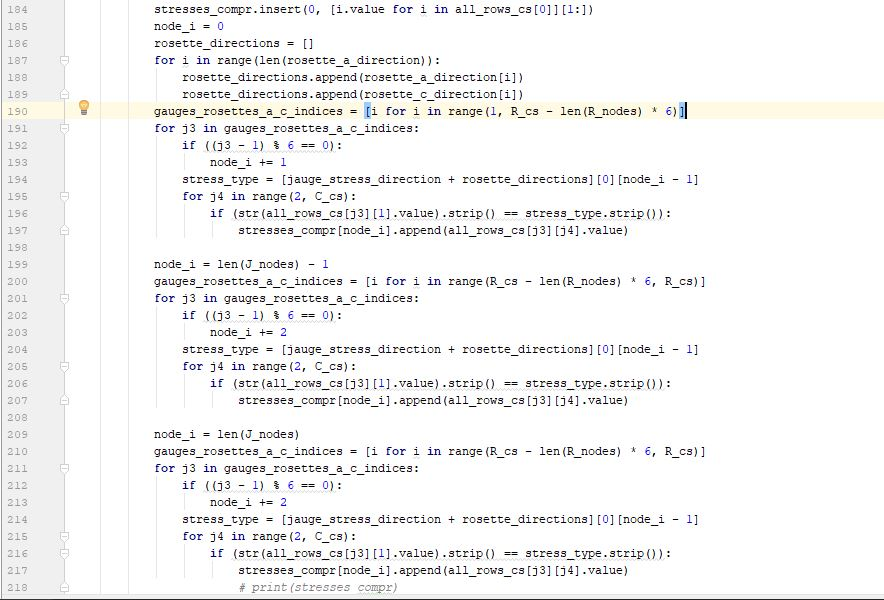 184 stresses_compr.insert(0, [i.value for i in all_rows_cs[0]][1:])
185 node_i = 0
186 rosette_directions = []
187 for i in range(len(rosette_a_direction)):
188 rosette_directions.append(rosette_a_direction[i])
189 rosette_directions.append(rosette_c_direction[i])
190 gauges_rosettes_a_c_indices = [i for i in range(1, R_cs - len(R_nodes) * 6)]
191 for j3 in gauges_rosettes_a_c_indices:
192 if ((j3 - 1) % 6 == 0):
193 node_i += 1
194 stress_type = [jauge_stress_direction + rosette_directions][0][node_i - 1]
195 for j4 in range(2, C_cs):
196 if (str(all_rows_cs[j3][1].value).strip() == stress_type.strip()):
197 stresses_compr[node_i].append(all_rows_cs[j3][j4].value)
198
199 node_i = len(J_nodes) - 1
200 gauges_rosettes_a_c_indices = [i for i in range(R_cs - len(R_nodes) * 6, R_cs)]
201 for j3 in gauges_rosettes_a_c_indices:
202 if ((j3 - 1) % 6 == 0):
203 node_i += 2
204 stress_type = [jauge_stress_direction + rosette_directions][0][node_i - 1]
205 for j4 in range(2, C_cs):
206 if (str(all_rows_cs[j3][1].value).strip() == stress_type.strip()):
207 stresses_compr[node_i].append(all_rows_cs[j3][j4].value)
208
209 node_i = len(J_nodes)
210 gauges_rosettes_a_c_indices = [i for i in range(R_cs - len(R_nodes) * 6, R_cs)]
211 for j3 in gauges_rosettes_a_c_indices:
212 if ((j3 - 1) % 6 == 0):
213 node_i += 2
214 stress_type = [jauge_stress_direction + rosette_directions][0][node_i - 1]
215 for j4 in range(2, C_cs):
216 if (str(all_rows_cs[j3][1].value).strip() == stress_type.strip()):
217 stresses_compr[node_i].append(all_rows_cs[j3][j4].value)
218 # print(stresses_compr)